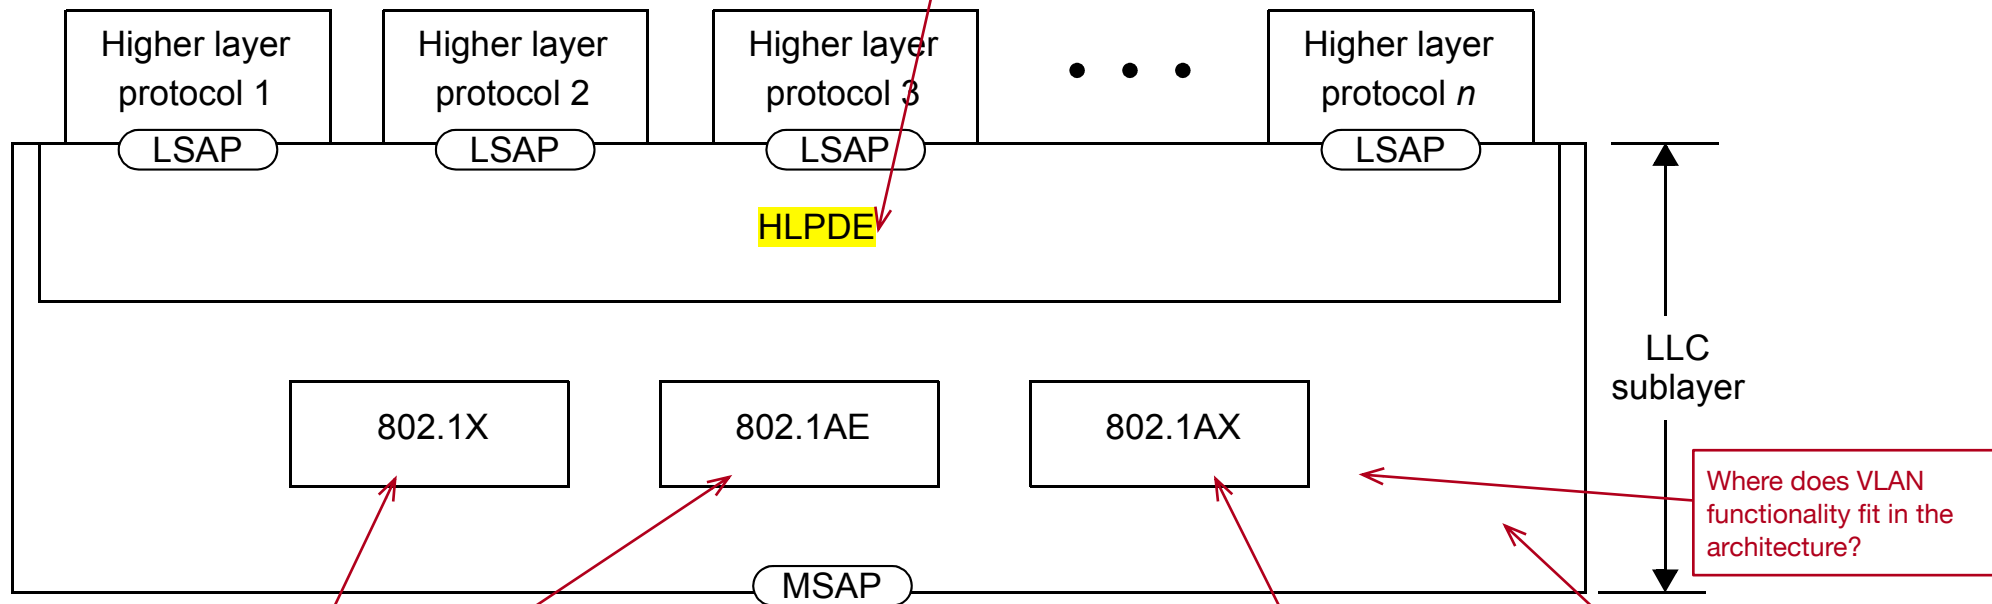 Higher layer
protocol 1
Higher layer
protocol 2
Higher layer
protocol 3
• • •
Higher layer
protocol n
LSAP
LSAP
LSAP
LSAP
HLPDE
LLC
sublayer
802.1X
802.1AE
802.1AX
Where does VLAN
functionality fit in the
architecture?
MSAP